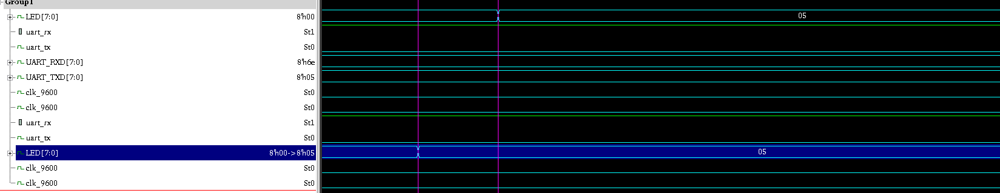 Group1
LED[7:0] 8'h00 05
uart_rx St1
uart_tx St0
UART_RXD[7:0] 8'h6e
UART_TXD[7:0] 8'h05
clk_9600 St0
clk_9600 St0
uart_rx St1
uart_tx St0
LED[7:0] 8'h00->8'h05 05
clk_9600 St0
clk_9600 St0